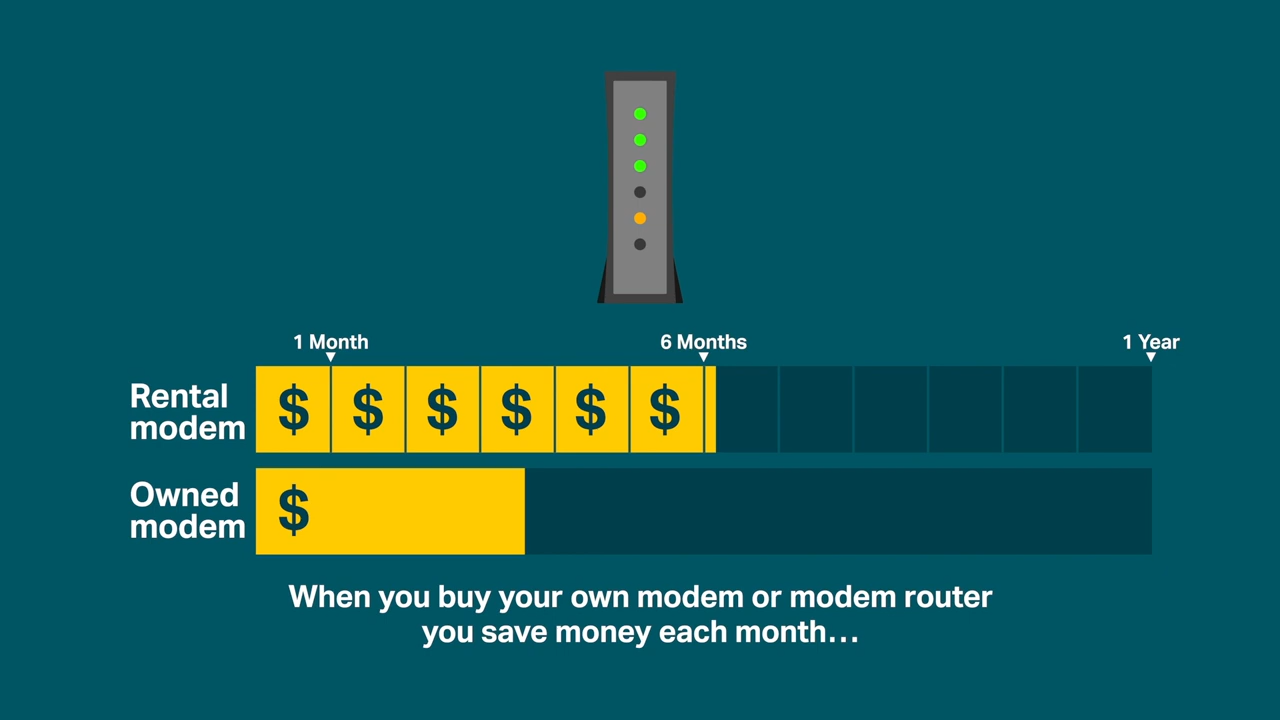 1 Month
6 Months
1 Year
Rental
modem
$ $ $ $ $ $
Owned
modem
$
When you buy your own modem or modem router
you save money each month...